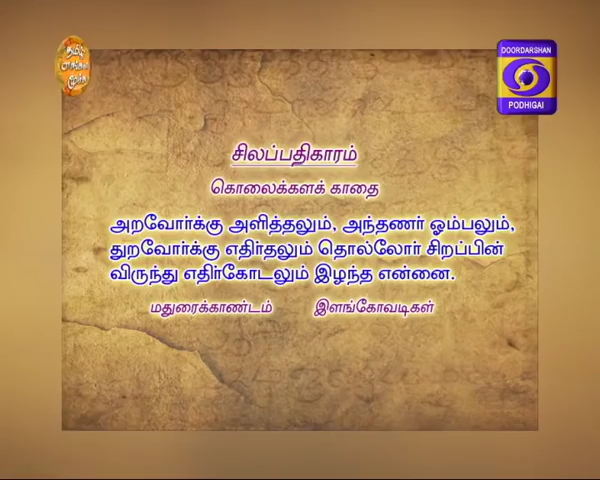 தமிழ்
DOORDARSHAN
PODHIGAI
சிலப்பதிகாரம்
கொலைக்களக் காதை
அறவோர்க்கு அளித்தலும், அந்தணர் ஓம்பலும்,
துறவோர்க்கு எதிர்தலும் தொல்லோர் சிறப்பின்
விருந்து எதிர்கோடலும் இழந்த என்னை.
மதுரைக்காண்டம் இளங்கோவடிகள்